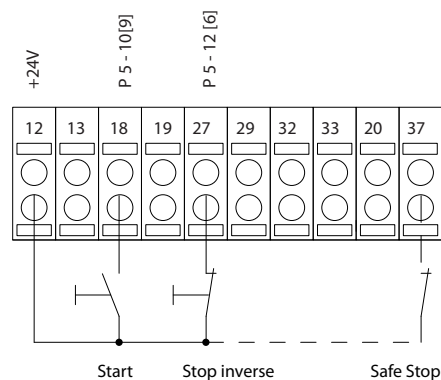 +24V
P 5 - 10[9]
P 5 - 12 [6]
12 13 18 19 27 29 32 33 20 37
Start Stop inverse Safe Stop